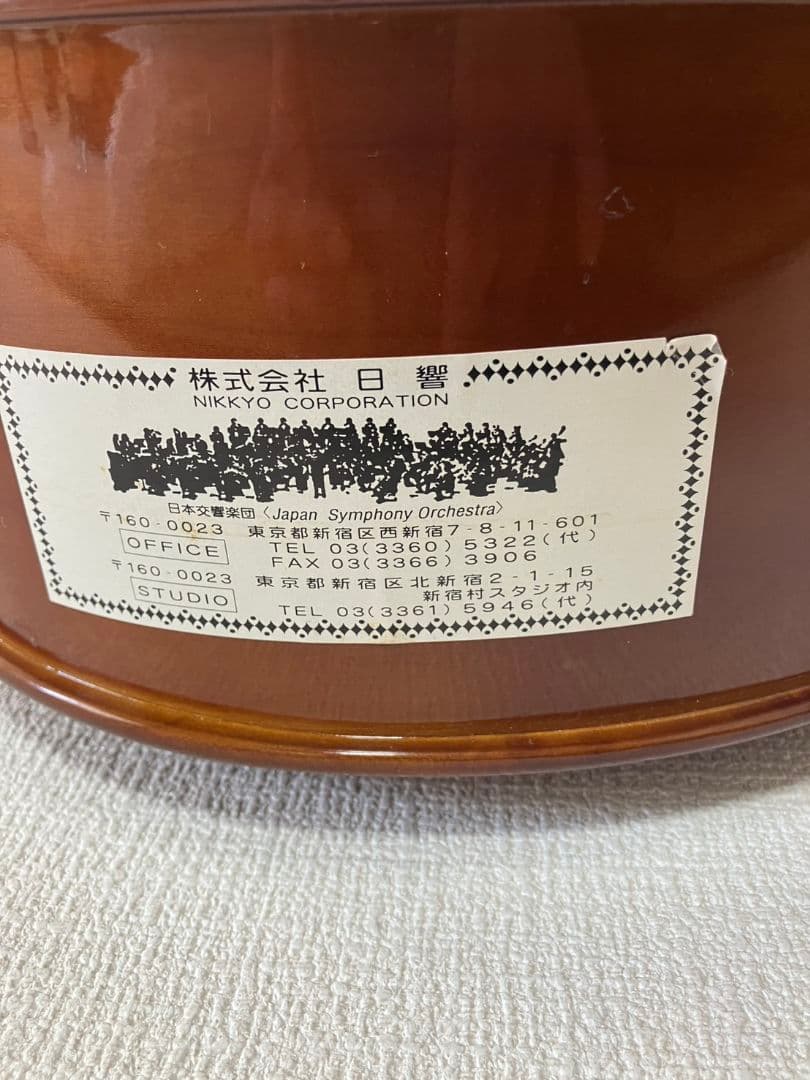 株式会社 日 響
NIKKYO CORPORATION
日本交響楽団〈Japan Symphony Orchestra〉
〒160-0023 東京都新宿区西新宿7-8-11-601
OFFICE TEL 03(3360)5322(代)
FAX 03(3366)3906
〒160-0023 東京都新宿区北新宿2-1-15
STUDIO 新宿村スタジオ内
TEL 03(3361)5946(代)